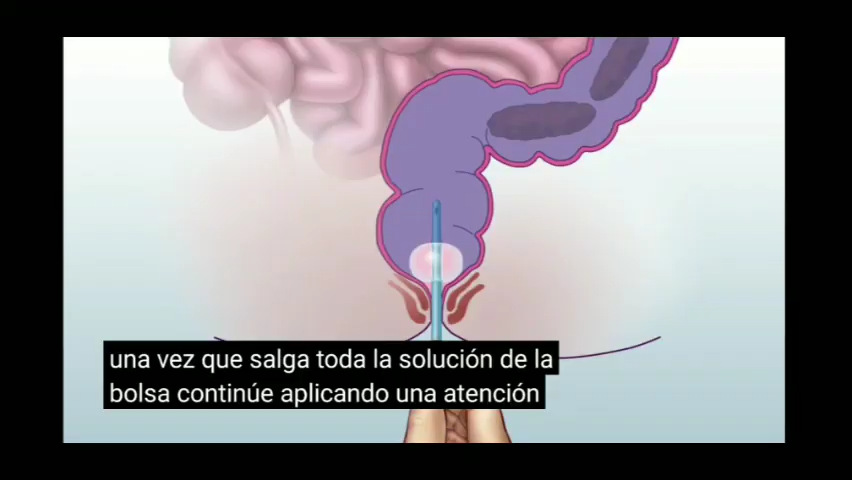 una vez que salga toda la solución de la
bolsa continúe aplicando una atención